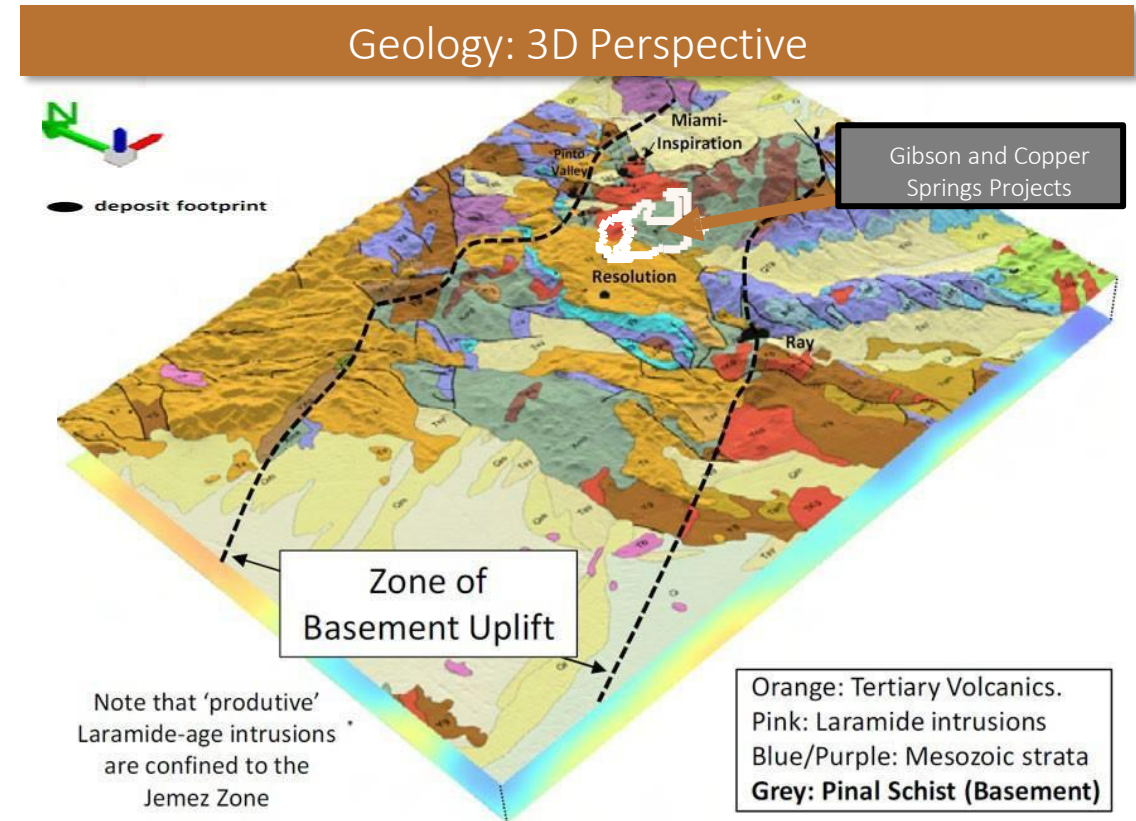 Geology: 3D Perspective
N
deposit footprint
Miami-
Inspiration
Pinto
Valley
Gibson and Copper
Springs Projects
Resolution
Ray
Zone of
Basement Uplift
Note that ‘produtive’
Laramide-age intrusions
are confined to the
Jemez Zone
Orange: Tertiary Volcanics.
Pink: Laramide intrusions
Blue/Purple: Mesozoic strata
Grey: Pinal Schist (Basement)